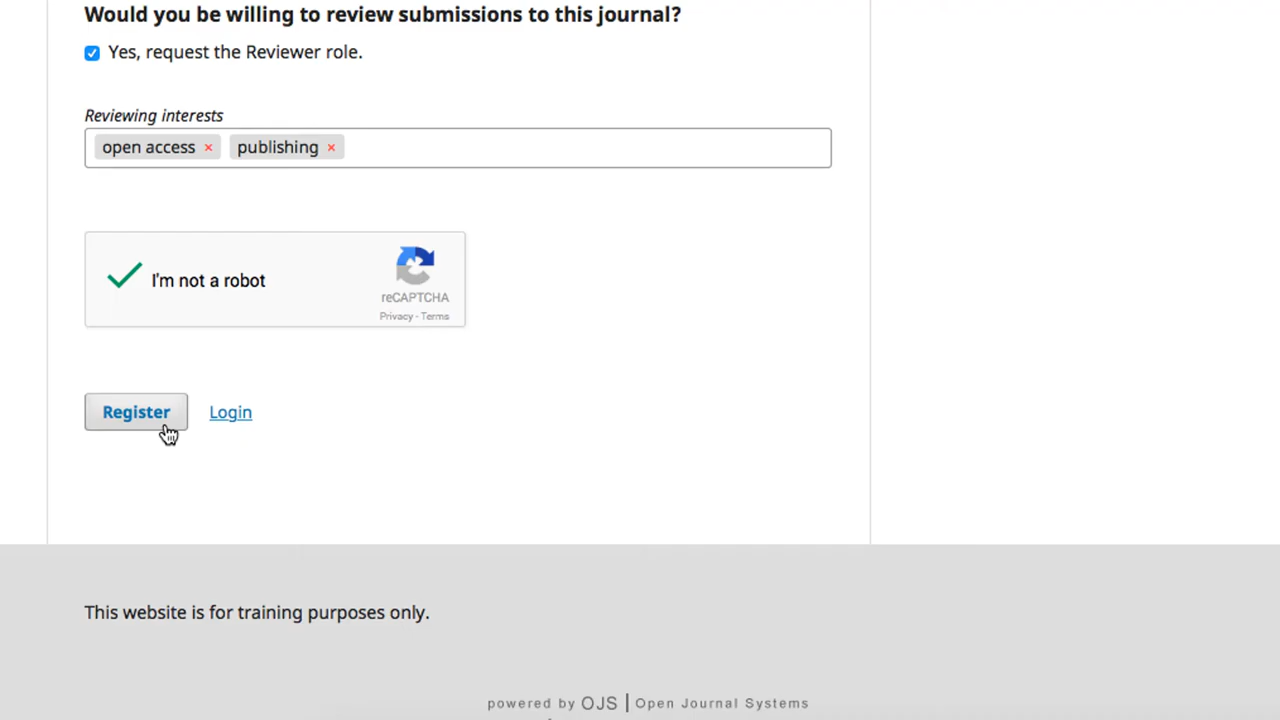 Would you be willing to review submissions to this journal?
Yes, request the Reviewer role.
Reviewing interests
open access × publishing ×
I'm not a robot
reCAPTCHA
Privacy - Terms
Register Login
This website is for training purposes only.
powered by OJS | Open Journal Systems